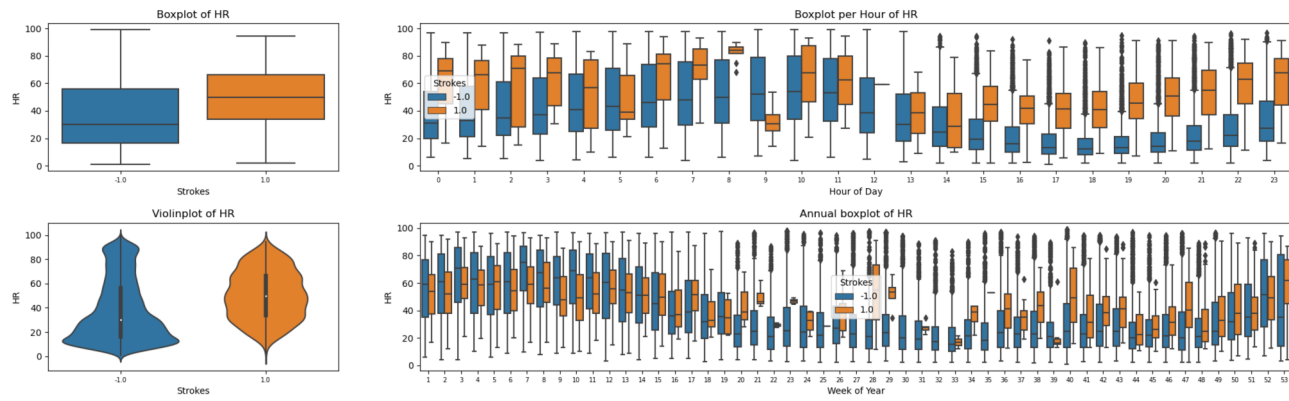 Boxplot of HR
HR
100
80
60
40
20
0
-1.0
1.0
Strokes
Boxplot per Hour of HR
HR
100
80
60
40
20
0
Strokes
-1.0
1.0
0 1 2 3 4 5 6 7 8 9 10 11 12 13 14 15 16 17 18 19 20 21 22 23
Hour of Day
Violinplot of HR
HR
100
80
60
40
20
0
-1.0
1.0
Strokes
Annual boxplot of HR
HR
100
80
60
40
20
0
Strokes
-1.0
1.0
1 2 3 4 5 6 7 8 9 10 11 12 13 14 15 16 17 18 19 20 21 22 23 24 25 26 27 28 29 30 31 32 33 34 35 36 37 38 39 40 41 42 43 44 45 46 47 48 49 50 51 52 53
Week of Year